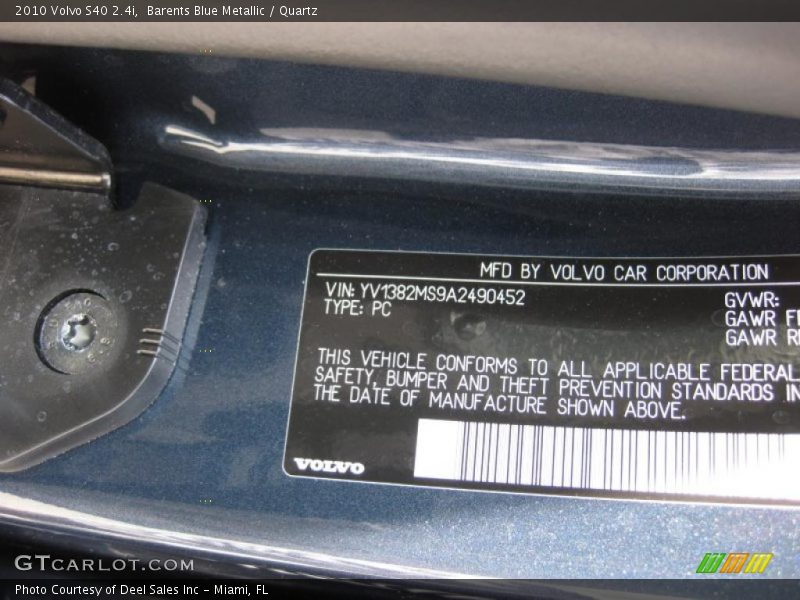 2010 Volvo S40 2.4i,  Barents Blue Metallic / Quartz
MFD BY VOLVO CAR CORPORATION
VIN: YV1382MS9A2490452
GVWR:
TYPE: PC
GAWR
GAWR
THIS VEHICLE CONFORMS TO ALL APPLICABLE FEDERAL
SAFETY, BUMPER AND THEFT PREVENTION STANDARDS IN
THE DATE OF MANUFACTURE SHOWN ABOVE.
VOLVO
GTCARLOT.COM
Photo Courtesy of Deel Sales Inc - Miami, FL